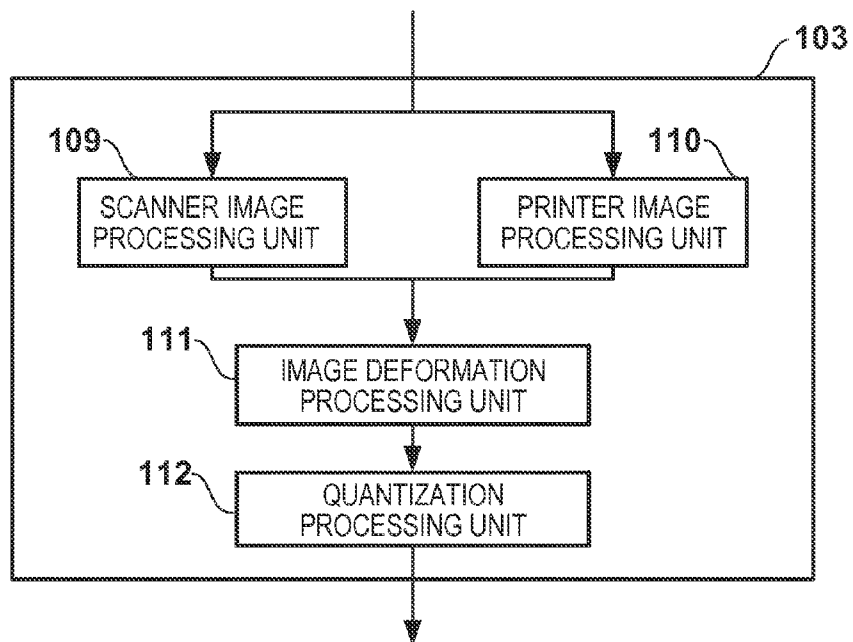 103
109
110
SCANNER IMAGE
PROCESSING UNIT
PRINTER IMAGE
PROCESSING UNIT
111
IMAGE DEFORMATION
PROCESSING UNIT
112
QUANTIZATION
PROCESSING UNIT